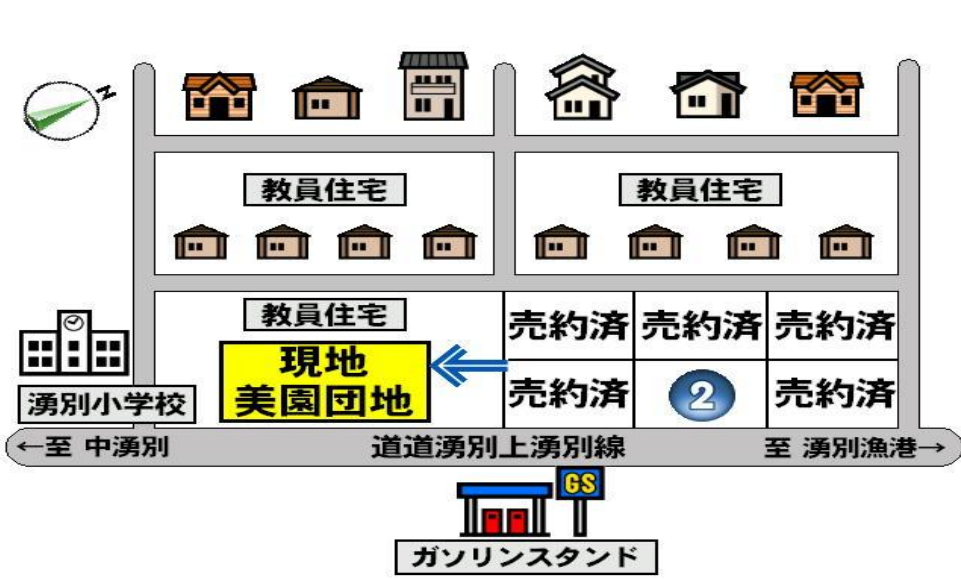 N
教員住宅
教員住宅
教員住宅
売約済
売約済
売約済
現地
美園団地
売約済
2
売約済
湧別小学校
←至 中湧別
道道湧別上湧別線
至 湧別漁港→
GS
ガソリンスタンド